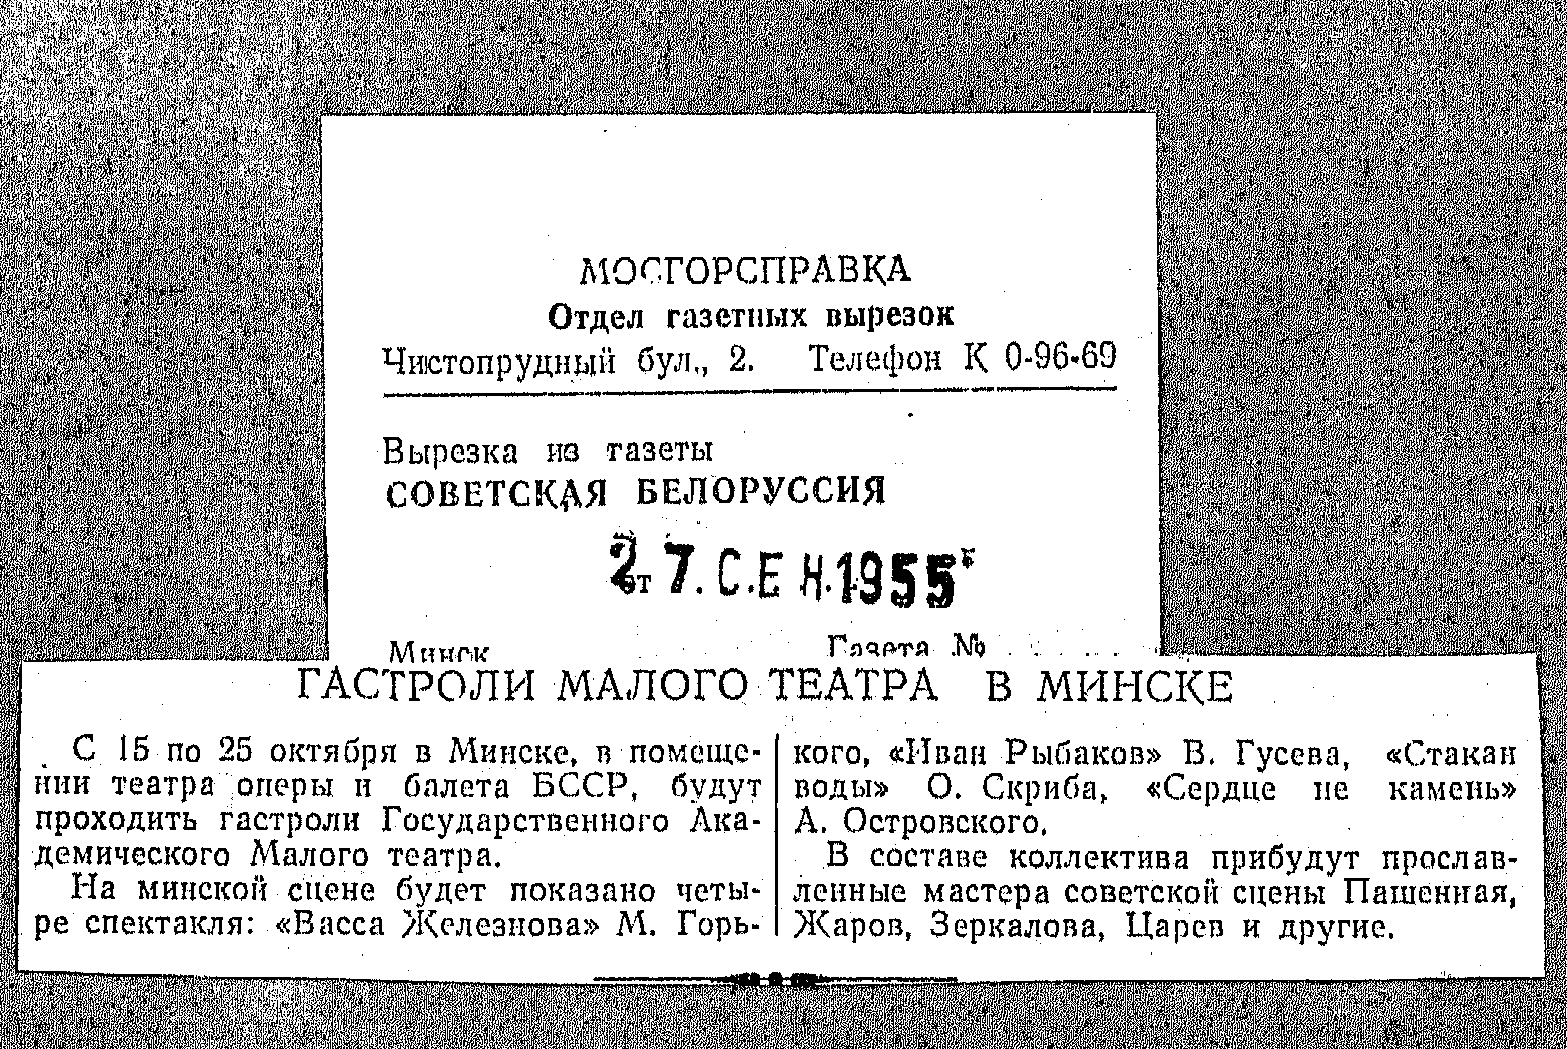 МОСГОРСПРАВКА
Отдел газетных вырезок
Чистопрудный бул., 2. Телефон К 0-96-69
Вырезка из газеты
СОВЕТСКАЯ БЕЛОРУССИЯ
от 27. СЕН. 1955 г
Минск Газета № . . . . .
ГАСТРОЛИ МАЛОГО ТЕАТРА В МИНСКЕ
С 15 по 25 октября в Минске, в помеще-
нии театра оперы и балета БССР, будут
проходить гастроли Государственного Ака-
демического Малого театра.
На минской сцене будет показано четы-
ре спектакля: «Васса Железнова» М. Горь-
кого, «Иван Рыбаков» В. Гусева, «Стакан
воды» О. Скриба, «Сердце не камень»
А. Островского.
В составе коллектива прибудут прослав-
ленные мастера советской сцены Пашенная,
Жаров, Зеркалова, Царев и другие.